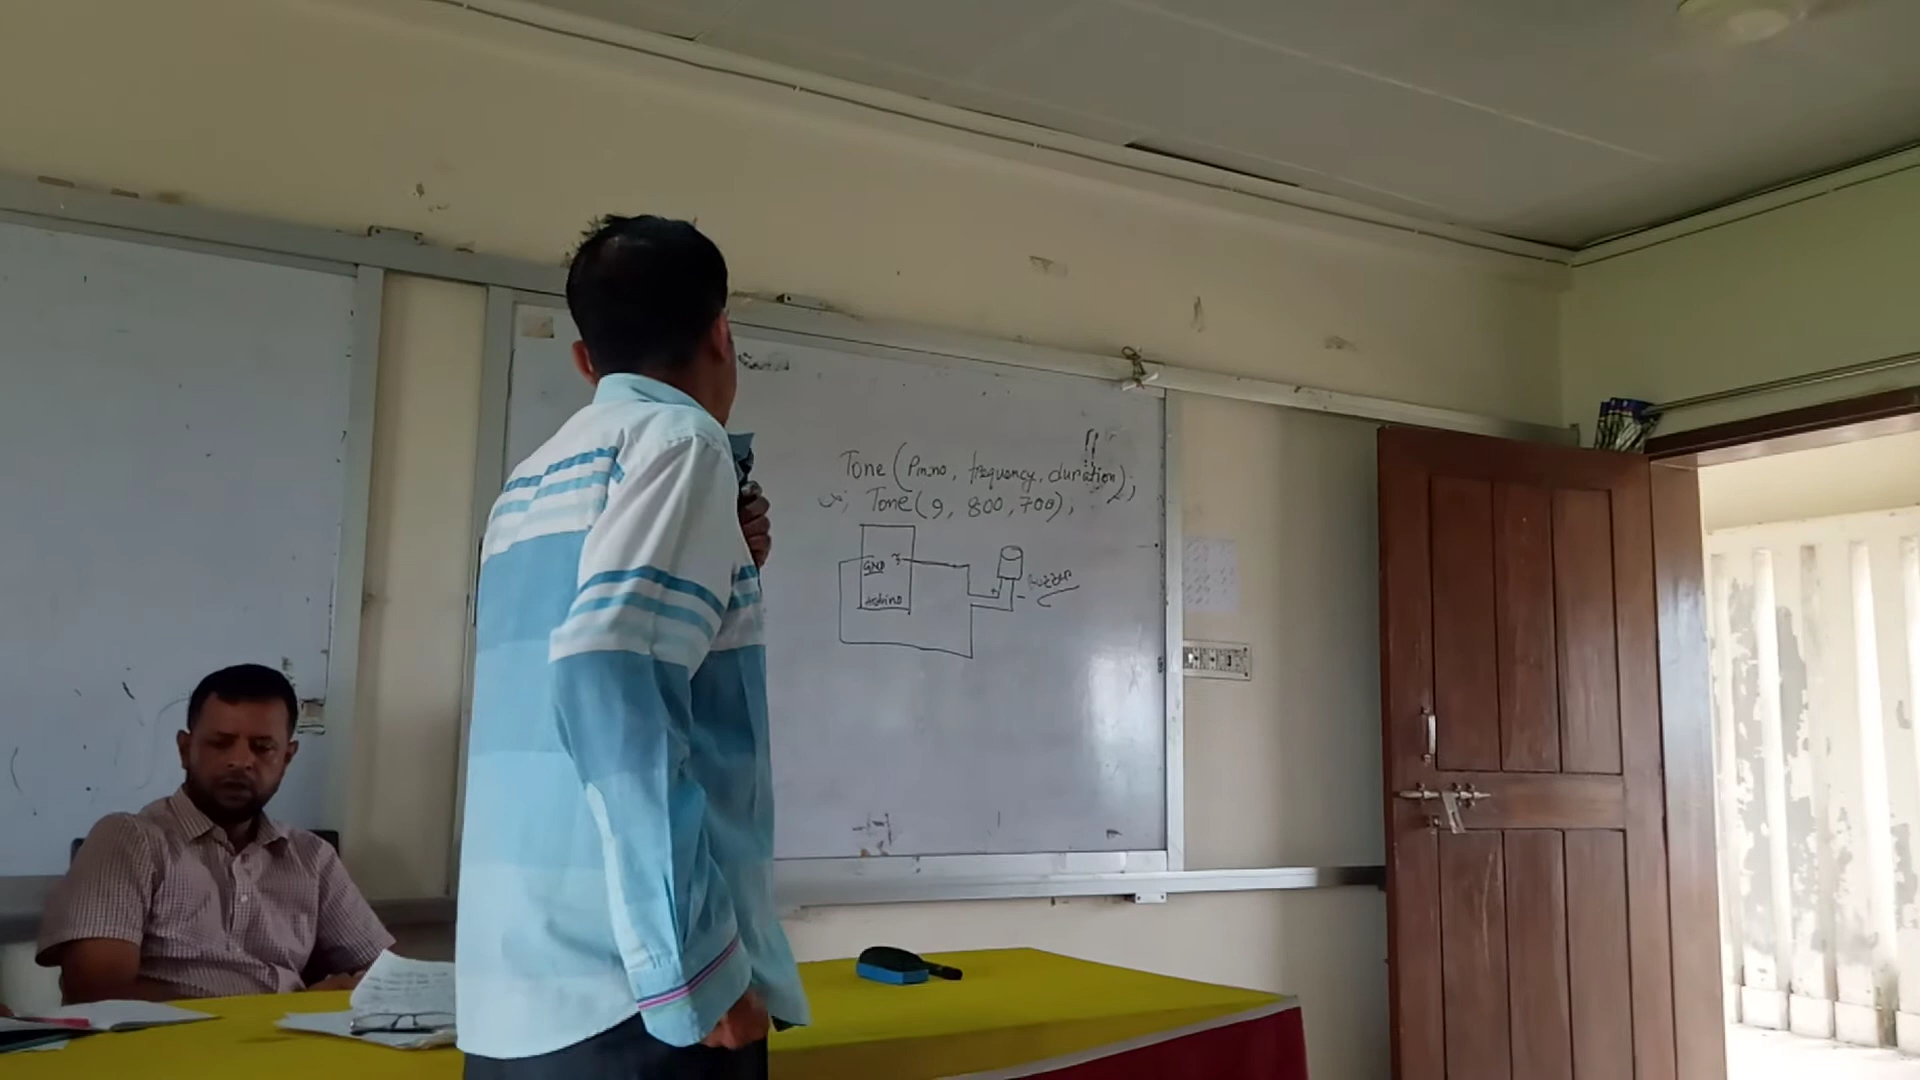 Tone (Pin.no, frequency, duration);
Tone(9, 800, 700);
GND
Arduino
+
-
Buzzer